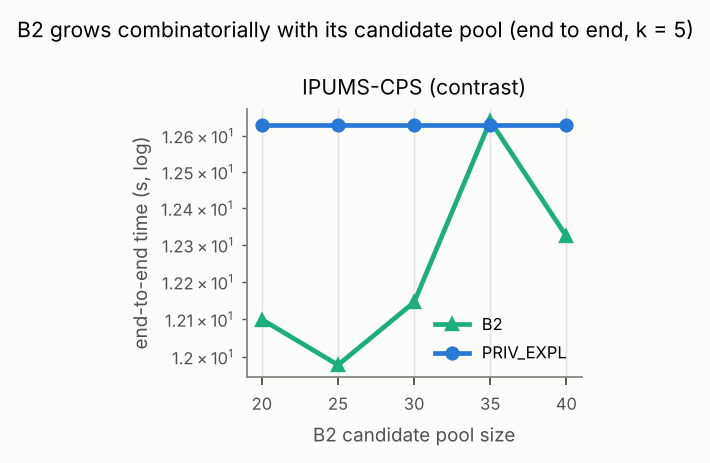 B2 grows combinatorially with its candidate pool (end to end, k = 5)
IPUMS-CPS (contrast)
end-to-end time (s, log)
1.26 × 10¹
1.25 × 10¹
1.24 × 10¹
1.23 × 10¹
1.22 × 10¹
1.21 × 10¹
1.2 × 10¹
B2
PRIV_EXPL
20 25 30 35 40
B2 candidate pool size